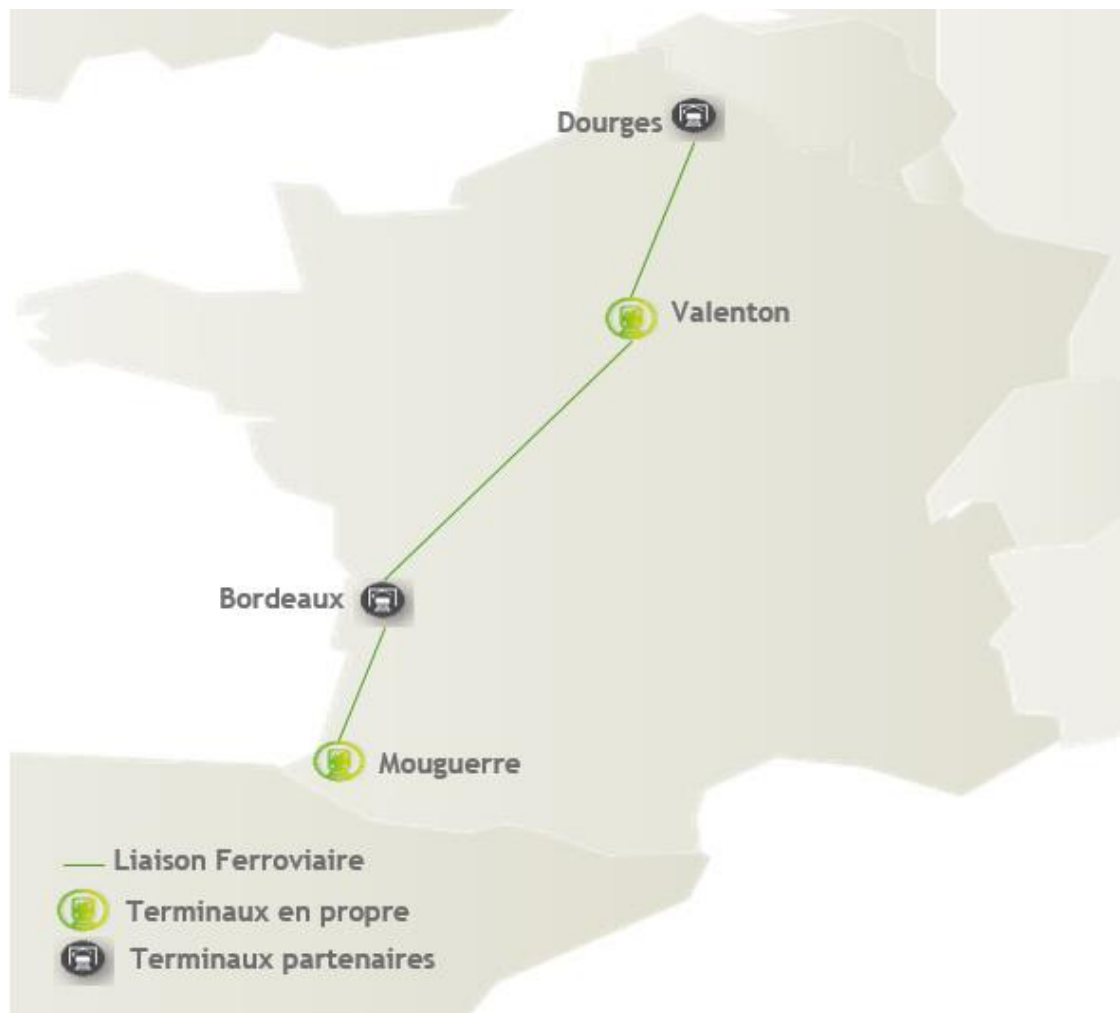 Dourges
Valenton
Bordeaux
Mouguerre
Liaison Ferroviaire
Terminaux en propre
Terminaux partenaires